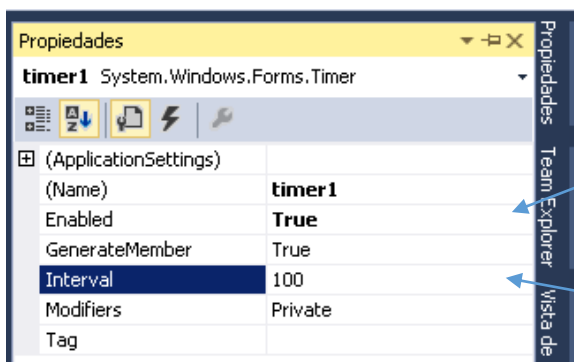 Propiedades
timer1 System.Windows.Forms.Timer
(ApplicationSettings)
(Name) timer1
Enabled True
GenerateMember True
Interval 100
Modifiers Private
Tag
Propiedades
Team Explorer
Vista de